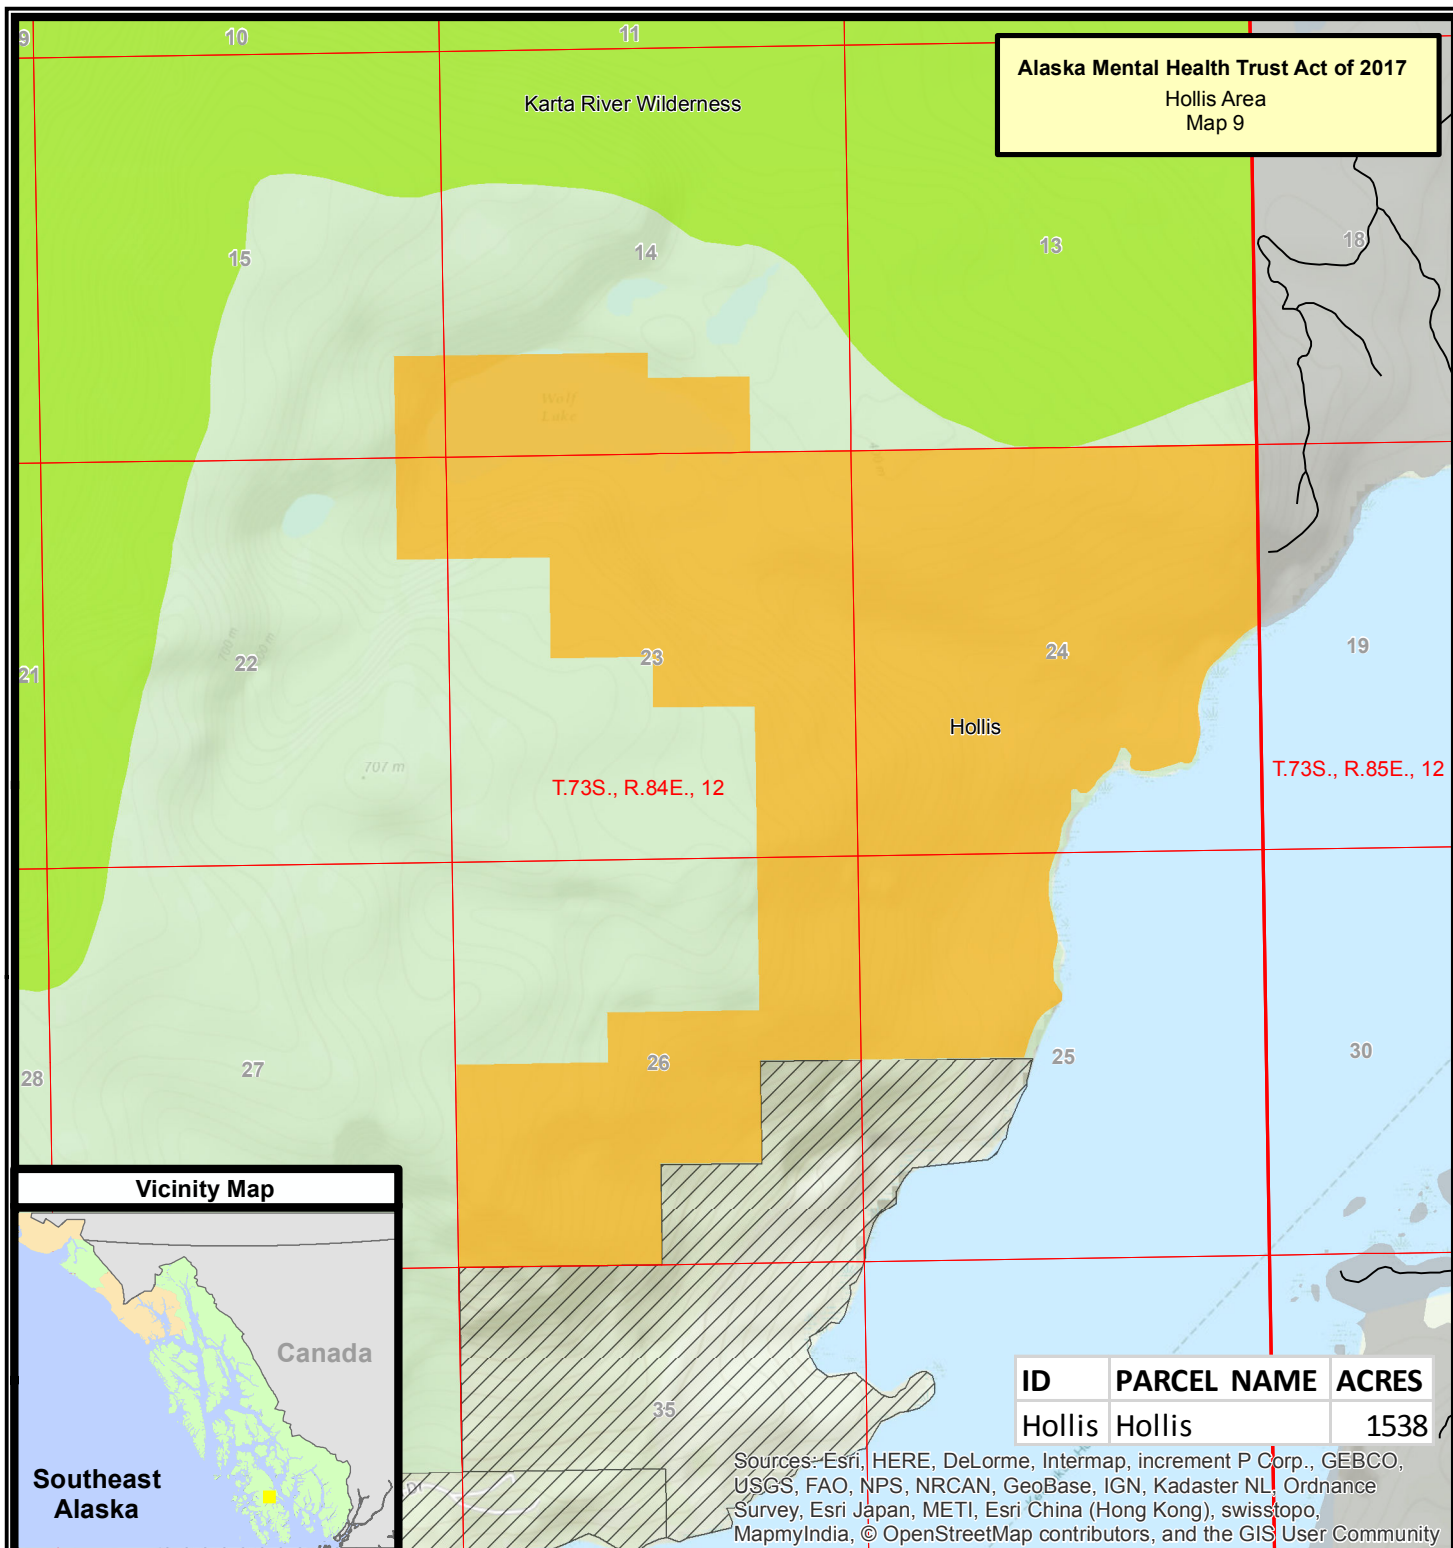 Alaska Mental Health Trust Act of 2017
Hollis Area
Map 9
9
10
11
Karta River Wilderness
15
14
13
18
Wolf
Lake
21
22
700 m
23
24
19
Hollis
707 m
T.73S., R.84E., 12
T.73S., R.85E., 12
28
27
26
25
30
35
Vicinity Map
Canada
Southeast
Alaska
ID PARCEL NAME ACRES
Hollis Hollis 1538
Sources: Esri, HERE, DeLorme, Intermap, increment P Corp., GEBCO,
USGS, FAO, NPS, NRCAN, GeoBase, IGN, Kadaster NL, Ordnance
Survey, Esri Japan, METI, Esri China (Hong Kong), swisstopo,
MapmyIndia, © OpenStreetMap contributors, and the GIS User Community